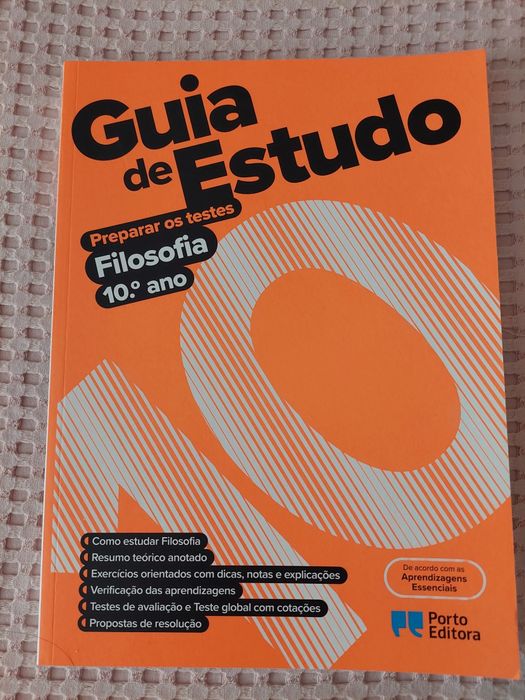 Guia
de Estudo
Preparar os testes
Filosofia
10.º ano
10
Como estudar Filosofia
Resumo teórico anotado
Exercícios orientados com dicas, notas e explicações
Verificação das aprendizagens
Testes de avaliação e Teste global com cotações
Propostas de resolução
De acordo com as
Aprendizagens
Essenciais
Porto
Editora